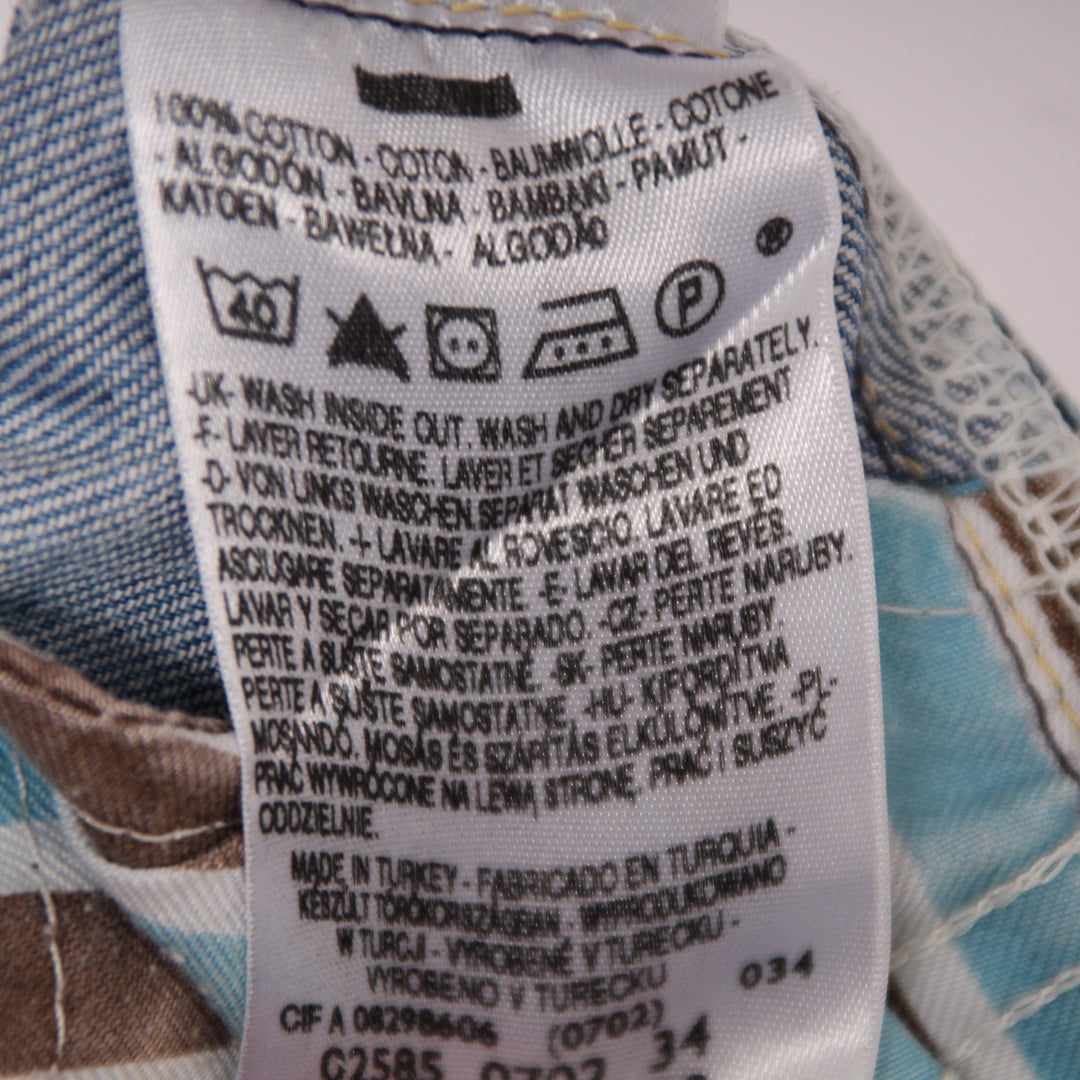 100% COTTON - COTON - BAUMWOLLE - COTONE
- ALGODÓN - BAVLNA - BAMBAKI - PAMUT -
KATOEN - BAWEŁNA - ALGODÃO
®
40 P
-UK- WASH INSIDE OUT. WASH AND DRY SEPARATELY.
-F- LAVER RETOURNE. LAVER ET SECHER SEPAREMENT
-D- VON LINKS WASCHEN SEPARAT WASCHEN UND
TROCKNEN. -I- LAVARE AL ROVESCIO. LAVARE ED
ASCIUGARE SEPARATAMENTE -E- LAVAR DEL REVÉS.
LAVAR Y SECAR POR SEPARADO. -CZ- PERTE NARUBY.
PERTE A SUŠTE SAMOSTATNĚ. -SK- PERTE NARUBY.
PERTE A SUŠTE SAMOSTATNE -HU- KIFORDÍTVA
MOSANDÓ. MOSÁS ÉS SZÁRÍTÁS ELKÜLÖNÍTVE. -PL-
PRAĆ WYWRÓCONE NA LEWĄ STRONĘ, PRAĆ I SUSZYĆ
ODDZIELNIE.
MADE IN TURKEY - FABRICADO EN TURQUIA -
KÉSZÜLT TÖRÖKORSZÁGBAN - WYPRODUKOWANO
W TURCJI - VYROBENÉ V TURECKU -
VYROBENO V TURECKU 034
CIF A 08298606 (0702)
G2585 0702 34